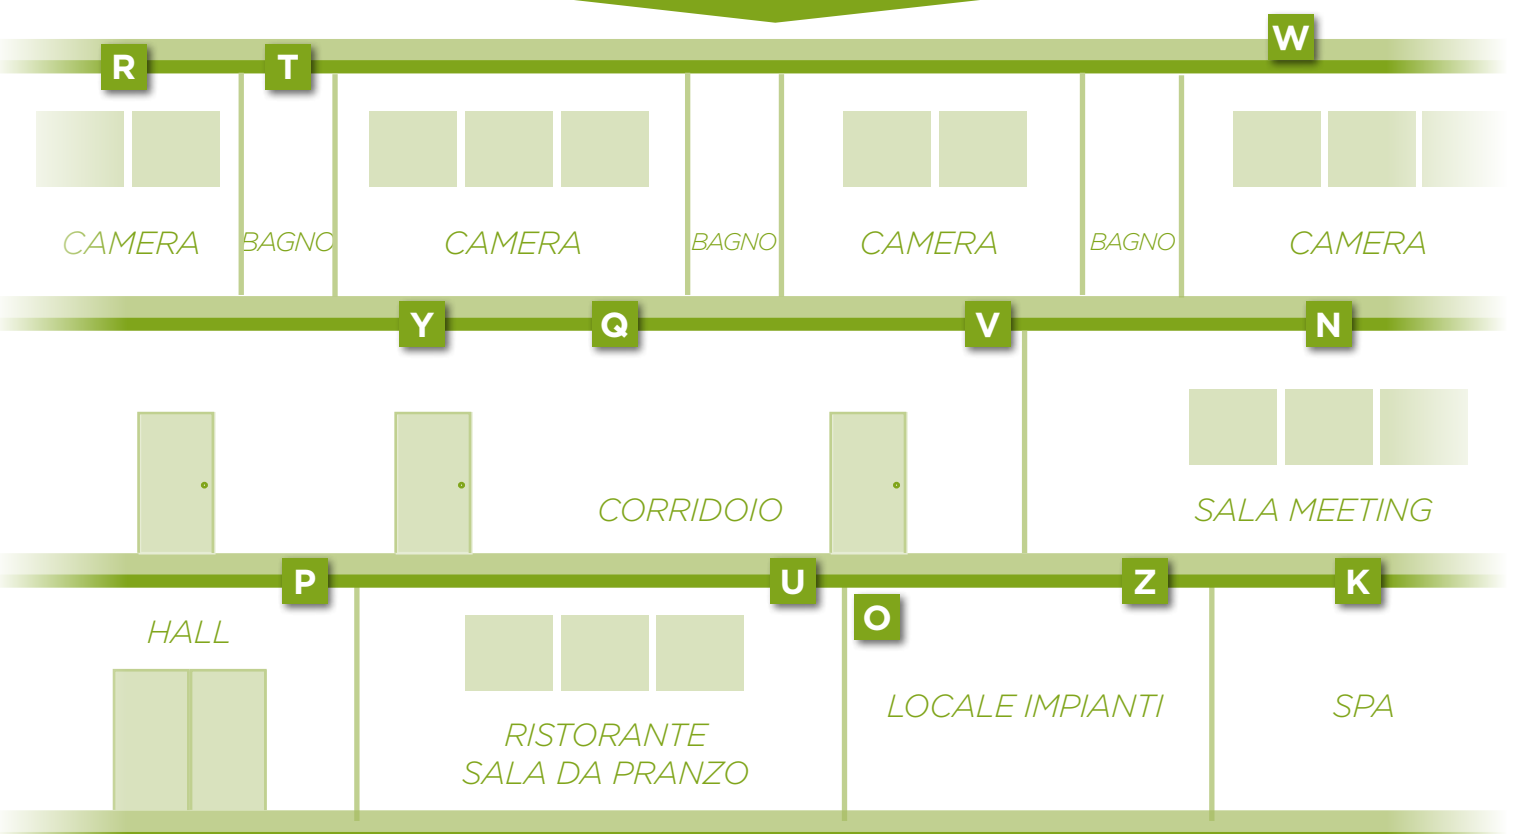 W
R T
CAMERA BAGNO CAMERA BAGNO CAMERA BAGNO CAMERA
Y Q V N
CORRIDOIO SALA MEETING
P U Z K
O
HALL
LOCALE IMPIANTI SPA
RISTORANTE
SALA DA PRANZO